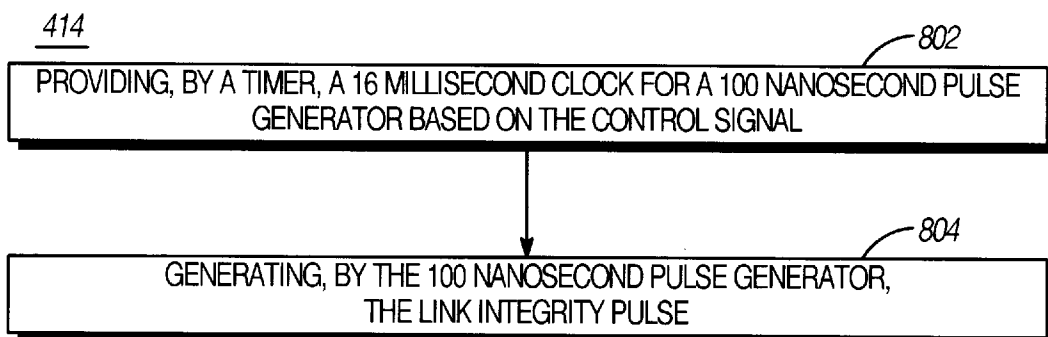 414
802
PROVIDING, BY A TIMER, A 16 MILLISECOND CLOCK FOR A 100 NANOSECOND PULSE
GENERATOR BASED ON THE CONTROL SIGNAL
804
GENERATING, BY THE 100 NANOSECOND PULSE GENERATOR,
THE LINK INTEGRITY PULSE